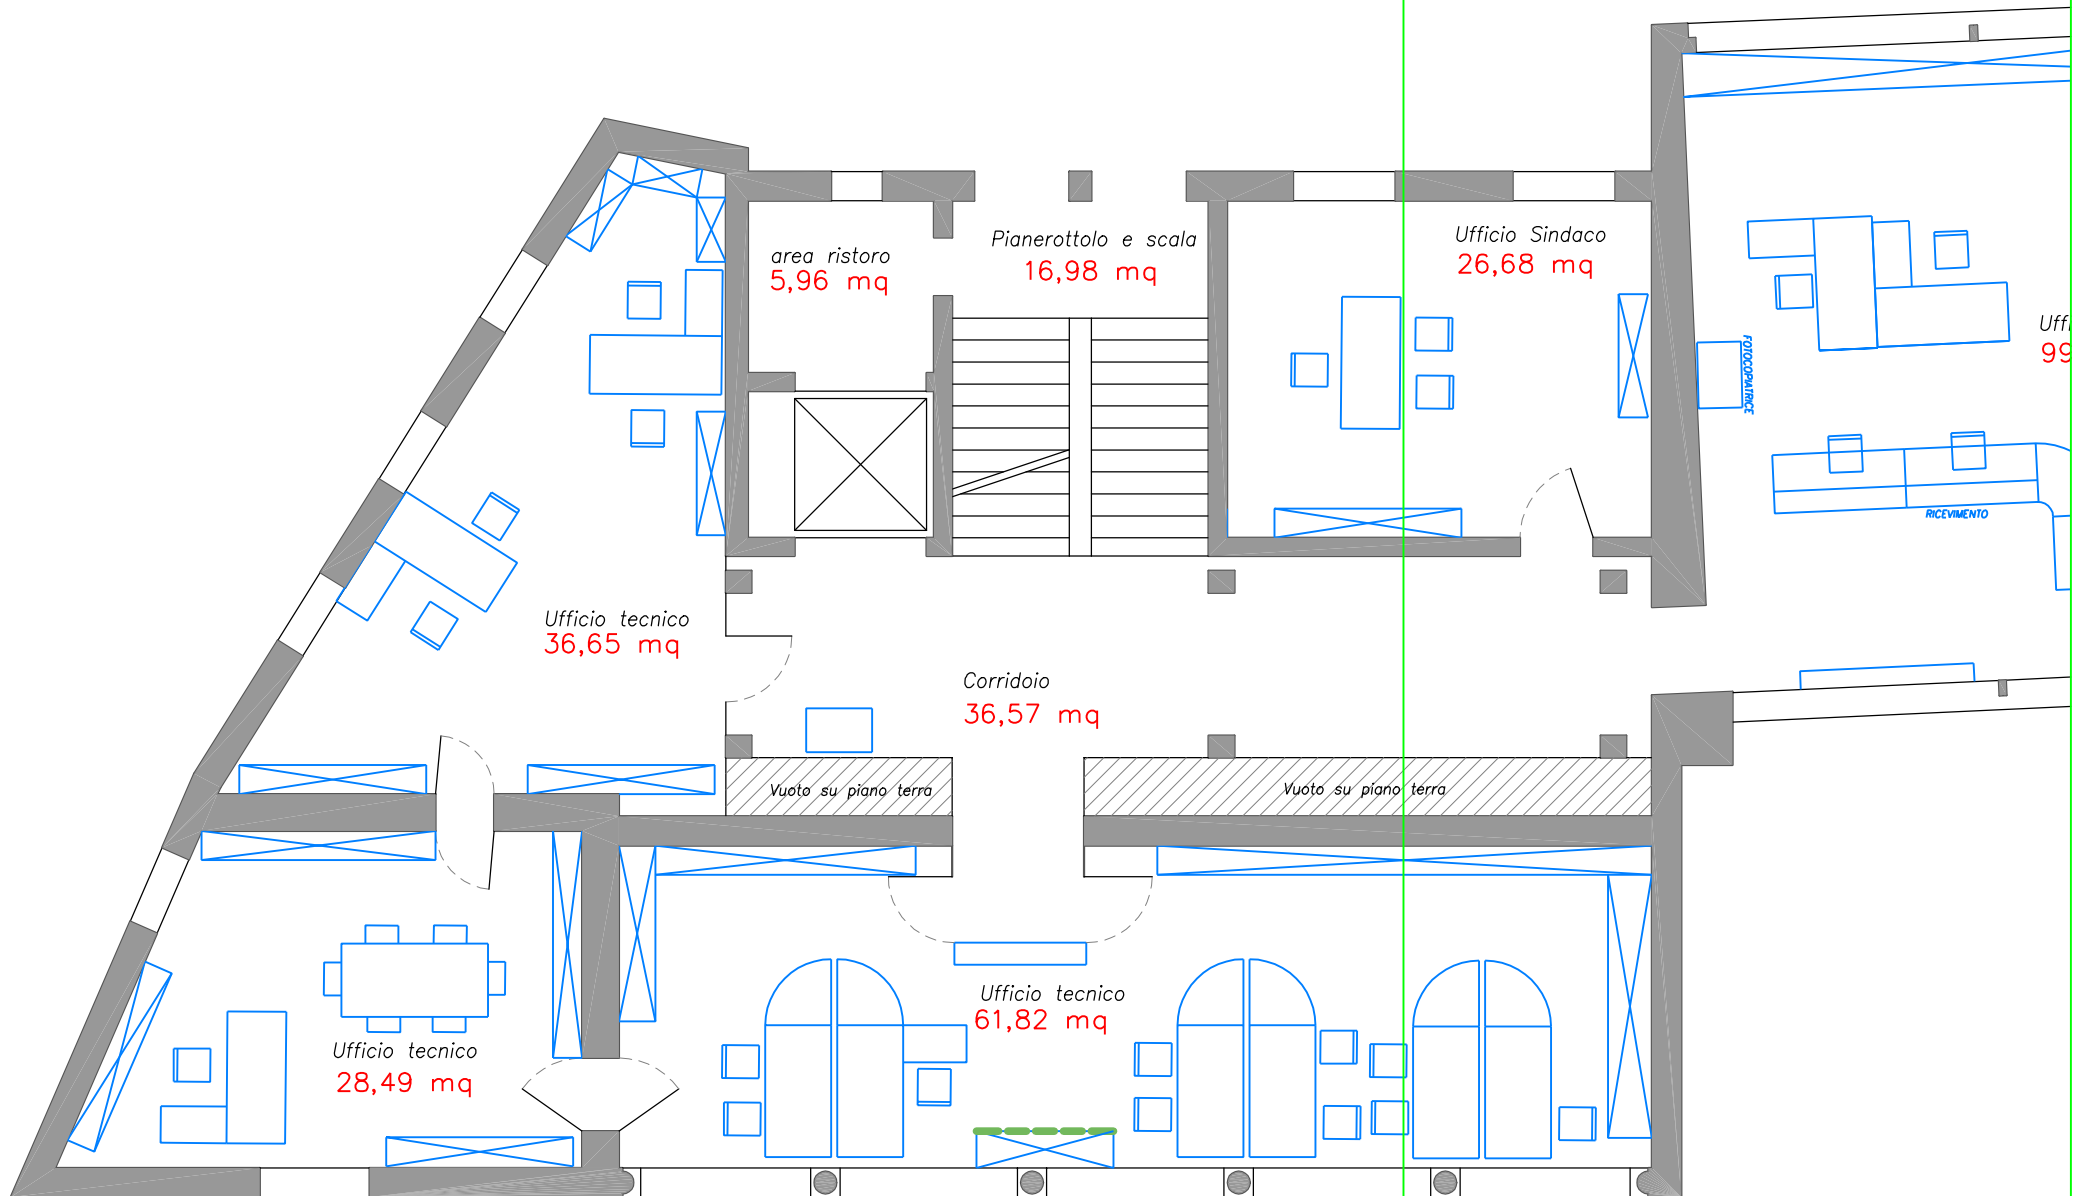 Pianerottolo e scala
16,98 mq
Ufficio Sindaco
26,68 mq
area ristoro
5,96 mq
Uff
99
FOTOCOPIATRICE
RICEVIMENTO
Ufficio tecnico
36,65 mq
Corridoio
36,57 mq
Vuoto su piano terra
Vuoto su piano terra
Ufficio tecnico
61,82 mq
Ufficio tecnico
28,49 mq